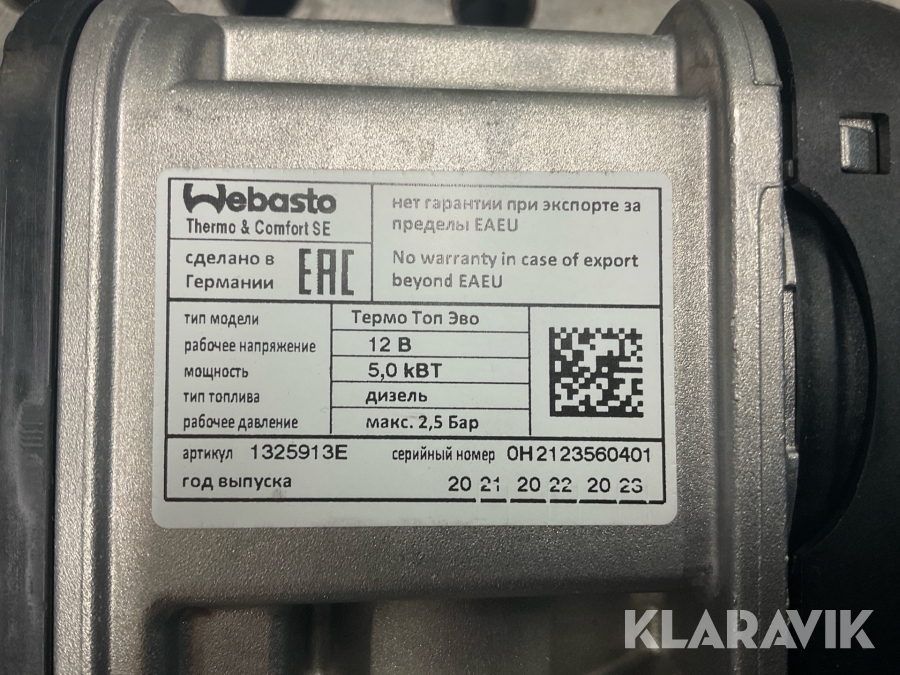 Webasto
Thermo & Comfort SE
сделано в
Германии
EAC
нет гарантии при экспорте за
пределы EAEU
No warranty in case of export
beyond EAEU
тип модели Термо Топ Эво
рабочее напряжение 12 В
мощность 5,0 kВТ
тип топлива дизель
рабочее давление макс. 2,5 Бар
артикул 1325913E серийный номер 0H2123560401
год выпуска 20 21 20 22 20 23
KLARAVIK